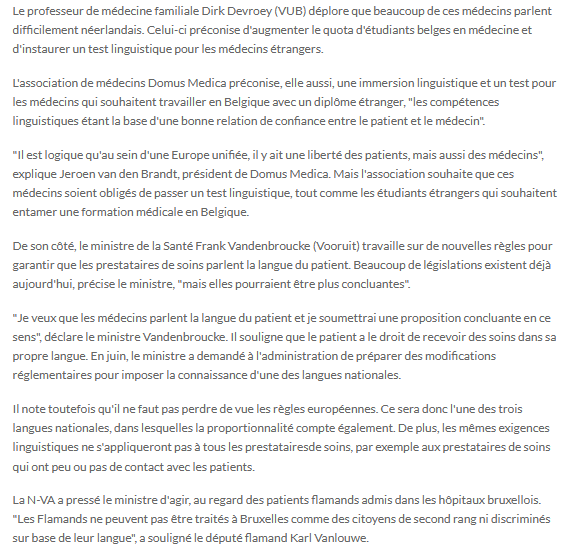 Le professeur de médecine familiale Dirk Devroey (VUB) déplore que beaucoup de ces médecins parlent
difficilement néerlandais. Celui-ci préconise d'augmenter le quota d'étudiants belges en médecine et
d'instaurer un test linguistique pour les médecins étrangers.
L'association de médecins Domus Medica préconise, elle aussi, une immersion linguistique et un test pour
les médecins qui souhaitent travailler en Belgique avec un diplôme étranger, "les compétences
linguistiques étant la base d'une bonne relation de confiance entre le patient et le médecin".
"Il est logique qu'au sein d'une Europe unifiée, il y ait une liberté des patients, mais aussi des médecins",
explique Jeroen van den Brandt, président de Domus Medica. Mais l'association souhaite que ces
médecins soient obligés de passer un test linguistique, tout comme les étudiants étrangers qui souhaitent
entamer une formation médicale en Belgique.
De son côté, le ministre de la Santé Frank Vandenbroucke (Vooruit) travaille sur de nouvelles règles pour
garantir que les prestataires de soins parlent la langue du patient. Beaucoup de législations existent déjà
aujourd'hui, précise le ministre, "mais elles pourraient être plus concluantes".
"Je veux que les médecins parlent la langue du patient et je soumettrai une proposition concluante en ce
sens", déclare le ministre Vandenbroucke. Il souligne que le patient a le droit de recevoir des soins dans sa
propre langue. En juin, le ministre a demandé à l'administration de préparer des modifications
réglementaires pour imposer la connaissance d'une des langues nationales.
Il note toutefois qu'il ne faut pas perdre de vue les règles européennes. Ce sera donc l'une des trois
langues nationales, dans lesquelles la proportionnalité compte également. De plus, les mêmes exigences
linguistiques ne s'appliqueront pas à tous les prestatairesde soins, par exemple aux prestataires de soins
qui ont peu ou pas de contact avec les patients.
La N-VA a pressé le ministre d'agir, au regard des patients flamands admis dans les hôpitaux bruxellois.
"Les Flamands ne peuvent pas être traités à Bruxelles comme des citoyens de second rang ni discriminés
sur base de leur langue", a souligné le député flamand Karl Vanlouwe.